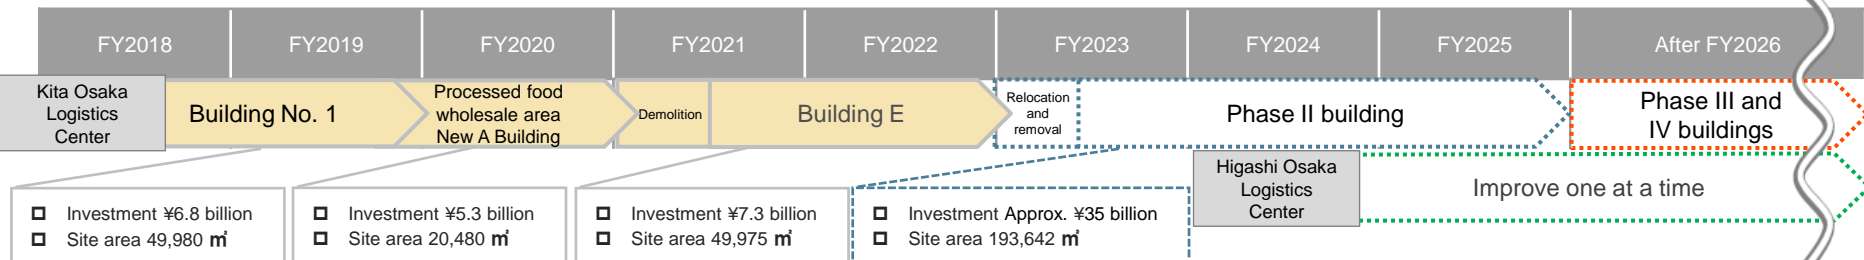 FY2018 FY2019 FY2020 FY2021 FY2022 FY2023 FY2024 FY2025 After FY2026
Kita Osaka
Logistics
Center
Building No. 1
Processed food
wholesale area
New A Building
Demolition
Building E
Relocation
and
removal
Phase II building
Phase III and
IV buildings
Higashi Osaka
Logistics
Center
Improve one at a time
Investment ¥6.8 billion
Site area 49,980 ㎡
Investment ¥5.3 billion
Site area 20,480 ㎡
Investment ¥7.3 billion
Site area 49,975 ㎡
Investment Approx. ¥35 billion
Site area 193,642 ㎡